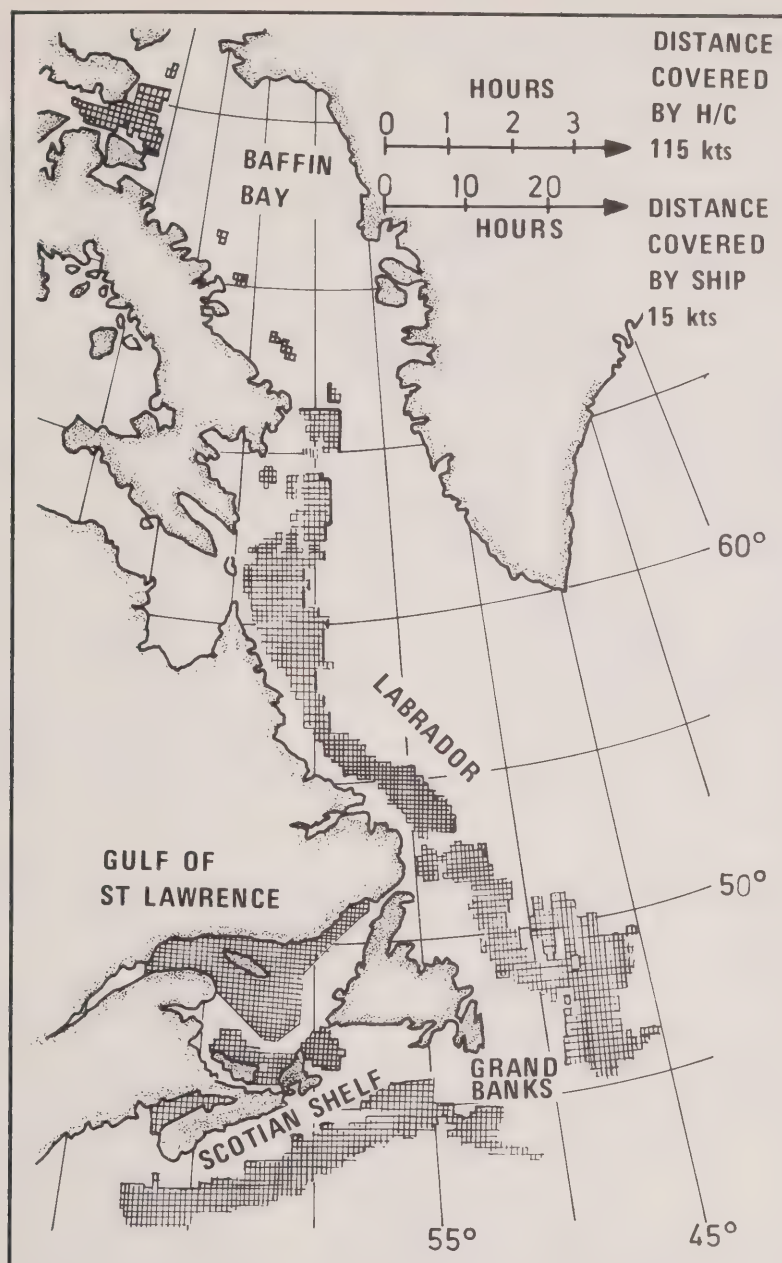 DISTANCE
COVERED
BY H/C
115 kts
HOURS
0 1 2 3
BAFFIN
BAY
0 10 20
HOURS
DISTANCE
COVERED
BY SHIP
15 kts
60°
LABRADOR
GULF OF
ST LAWRENCE
50°
GRAND
BANKS
SCOTIAN SHELF
55°
45°